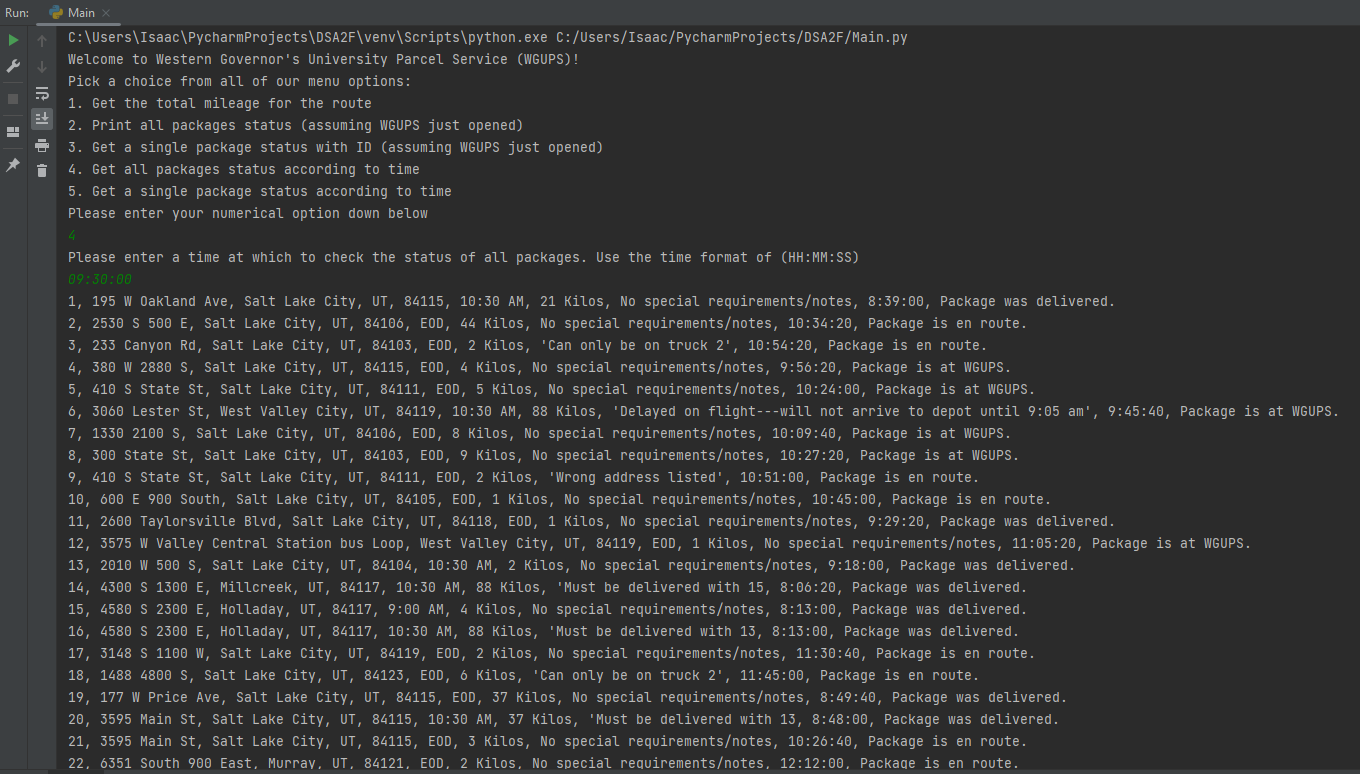 Run: Main
C:\Users\Isaac\PycharmProjects\DSA2F\venv\Scripts\python.exe C:/Users/Isaac/PycharmProjects/DSA2F/Main.py
Welcome to Western Governor's University Parcel Service (WGUPS)!
Pick a choice from all of our menu options:
1. Get the total mileage for the route
2. Print all packages status (assuming WGUPS just opened)
3. Get a single package status with ID (assuming WGUPS just opened)
4. Get all packages status according to time
5. Get a single package status according to time
Please enter your numerical option down below
4
Please enter a time at which to check the status of all packages. Use the time format of (HH:MM:SS)
09:30:00
1, 195 W Oakland Ave, Salt Lake City, UT, 84115, 10:30 AM, 21 Kilos, No special requirements/notes, 8:39:00, Package was delivered.
2, 2530 S 500 E, Salt Lake City, UT, 84106, EOD, 44 Kilos, No special requirements/notes, 10:34:20, Package is en route.
3, 233 Canyon Rd, Salt Lake City, UT, 84103, EOD, 2 Kilos, 'Can only be on truck 2', 10:54:20, Package is en route.
4, 380 W 2880 S, Salt Lake City, UT, 84115, EOD, 4 Kilos, No special requirements/notes, 9:56:20, Package is at WGUPS.
5, 410 S State St, Salt Lake City, UT, 84111, EOD, 5 Kilos, No special requirements/notes, 10:24:00, Package is at WGUPS.
6, 3060 Lester St, West Valley City, UT, 84119, 10:30 AM, 88 Kilos, 'Delayed on flight---will not arrive to depot until 9:05 am', 9:45:40, Package is at WGUPS.
7, 1330 2100 S, Salt Lake City, UT, 84106, EOD, 8 Kilos, No special requirements/notes, 10:09:40, Package is at WGUPS.
8, 300 State St, Salt Lake City, UT, 84103, EOD, 9 Kilos, No special requirements/notes, 10:27:20, Package is at WGUPS.
9, 410 S State St, Salt Lake City, UT, 84111, EOD, 2 Kilos, 'Wrong address listed', 10:51:00, Package is en route.
10, 600 E 900 South, Salt Lake City, UT, 84105, EOD, 1 Kilos, No special requirements/notes, 10:45:00, Package is en route.
11, 2600 Taylorsville Blvd, Salt Lake City, UT, 84118, EOD, 1 Kilos, No special requirements/notes, 9:29:20, Package was delivered.
12, 3575 W Valley Central Station bus Loop, West Valley City, UT, 84119, EOD, 1 Kilos, No special requirements/notes, 11:05:20, Package is at WGUPS.
13, 2010 W 500 S, Salt Lake City, UT, 84104, 10:30 AM, 2 Kilos, No special requirements/notes, 9:18:00, Package was delivered.
14, 4300 S 1300 E, Millcreek, UT, 84117, 10:30 AM, 88 Kilos, 'Must be delivered with 15, 8:06:20, Package was delivered.
15, 4580 S 2300 E, Holladay, UT, 84117, 9:00 AM, 4 Kilos, No special requirements/notes, 8:13:00, Package was delivered.
16, 4580 S 2300 E, Holladay, UT, 84117, 10:30 AM, 88 Kilos, 'Must be delivered with 13, 8:13:00, Package was delivered.
17, 3148 S 1100 W, Salt Lake City, UT, 84119, EOD, 2 Kilos, No special requirements/notes, 11:30:40, Package is en route.
18, 1488 4800 S, Salt Lake City, UT, 84123, EOD, 6 Kilos, 'Can only be on truck 2', 11:45:00, Package is en route.
19, 177 W Price Ave, Salt Lake City, UT, 84115, EOD, 37 Kilos, No special requirements/notes, 8:49:40, Package was delivered.
20, 3595 Main St, Salt Lake City, UT, 84115, 10:30 AM, 37 Kilos, 'Must be delivered with 13, 8:48:00, Package was delivered.
21, 3595 Main St, Salt Lake City, UT, 84115, EOD, 3 Kilos, No special requirements/notes, 10:26:40, Package is en route.
22, 6351 South 900 East, Murray, UT, 84121, EOD, 2 Kilos, No special requirements/notes, 12:12:00, Package is en route.